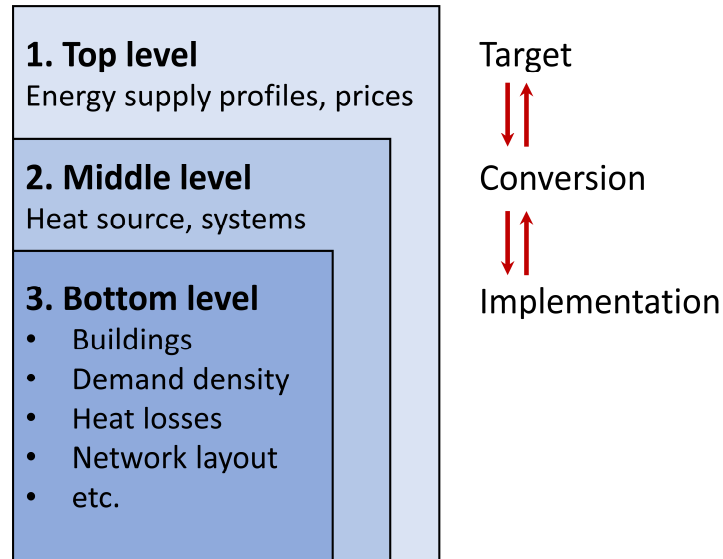 1. Top level
Energy supply profiles, prices
Target
2. Middle level
Heat source, systems
Conversion
3. Bottom level
• Buildings
• Demand density
• Heat losses
• Network layout
• etc.
Implementation